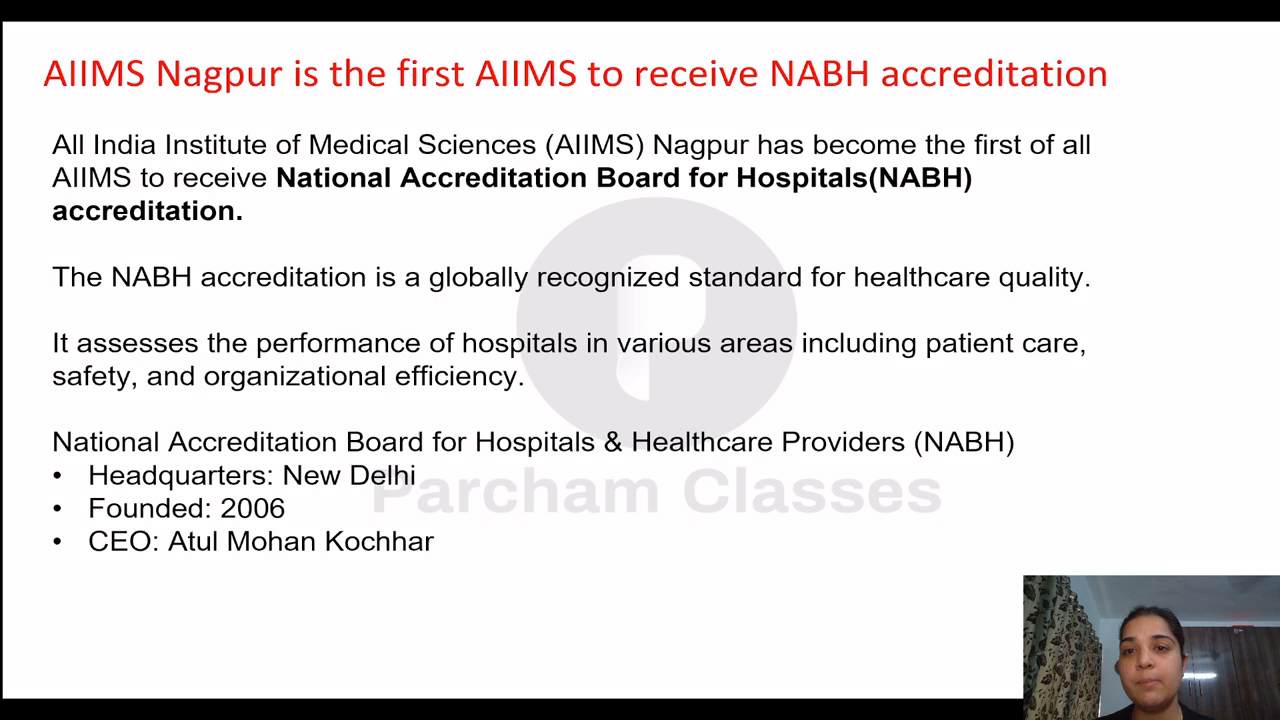 AIIMS Nagpur is the first AIIMS to receive NABH accreditation
All India Institute of Medical Sciences (AIIMS) Nagpur has become the first of all
AIIMS to receive National Accreditation Board for Hospitals(NABH)
accreditation.
The NABH accreditation is a globally recognized standard for healthcare quality.
It assesses the performance of hospitals in various areas including patient care,
safety, and organizational efficiency.
National Accreditation Board for Hospitals & Healthcare Providers (NABH)
• Headquarters: New Delhi
Parcham Classes
• Founded: 2006
• CEO: Atul Mohan Kochhar